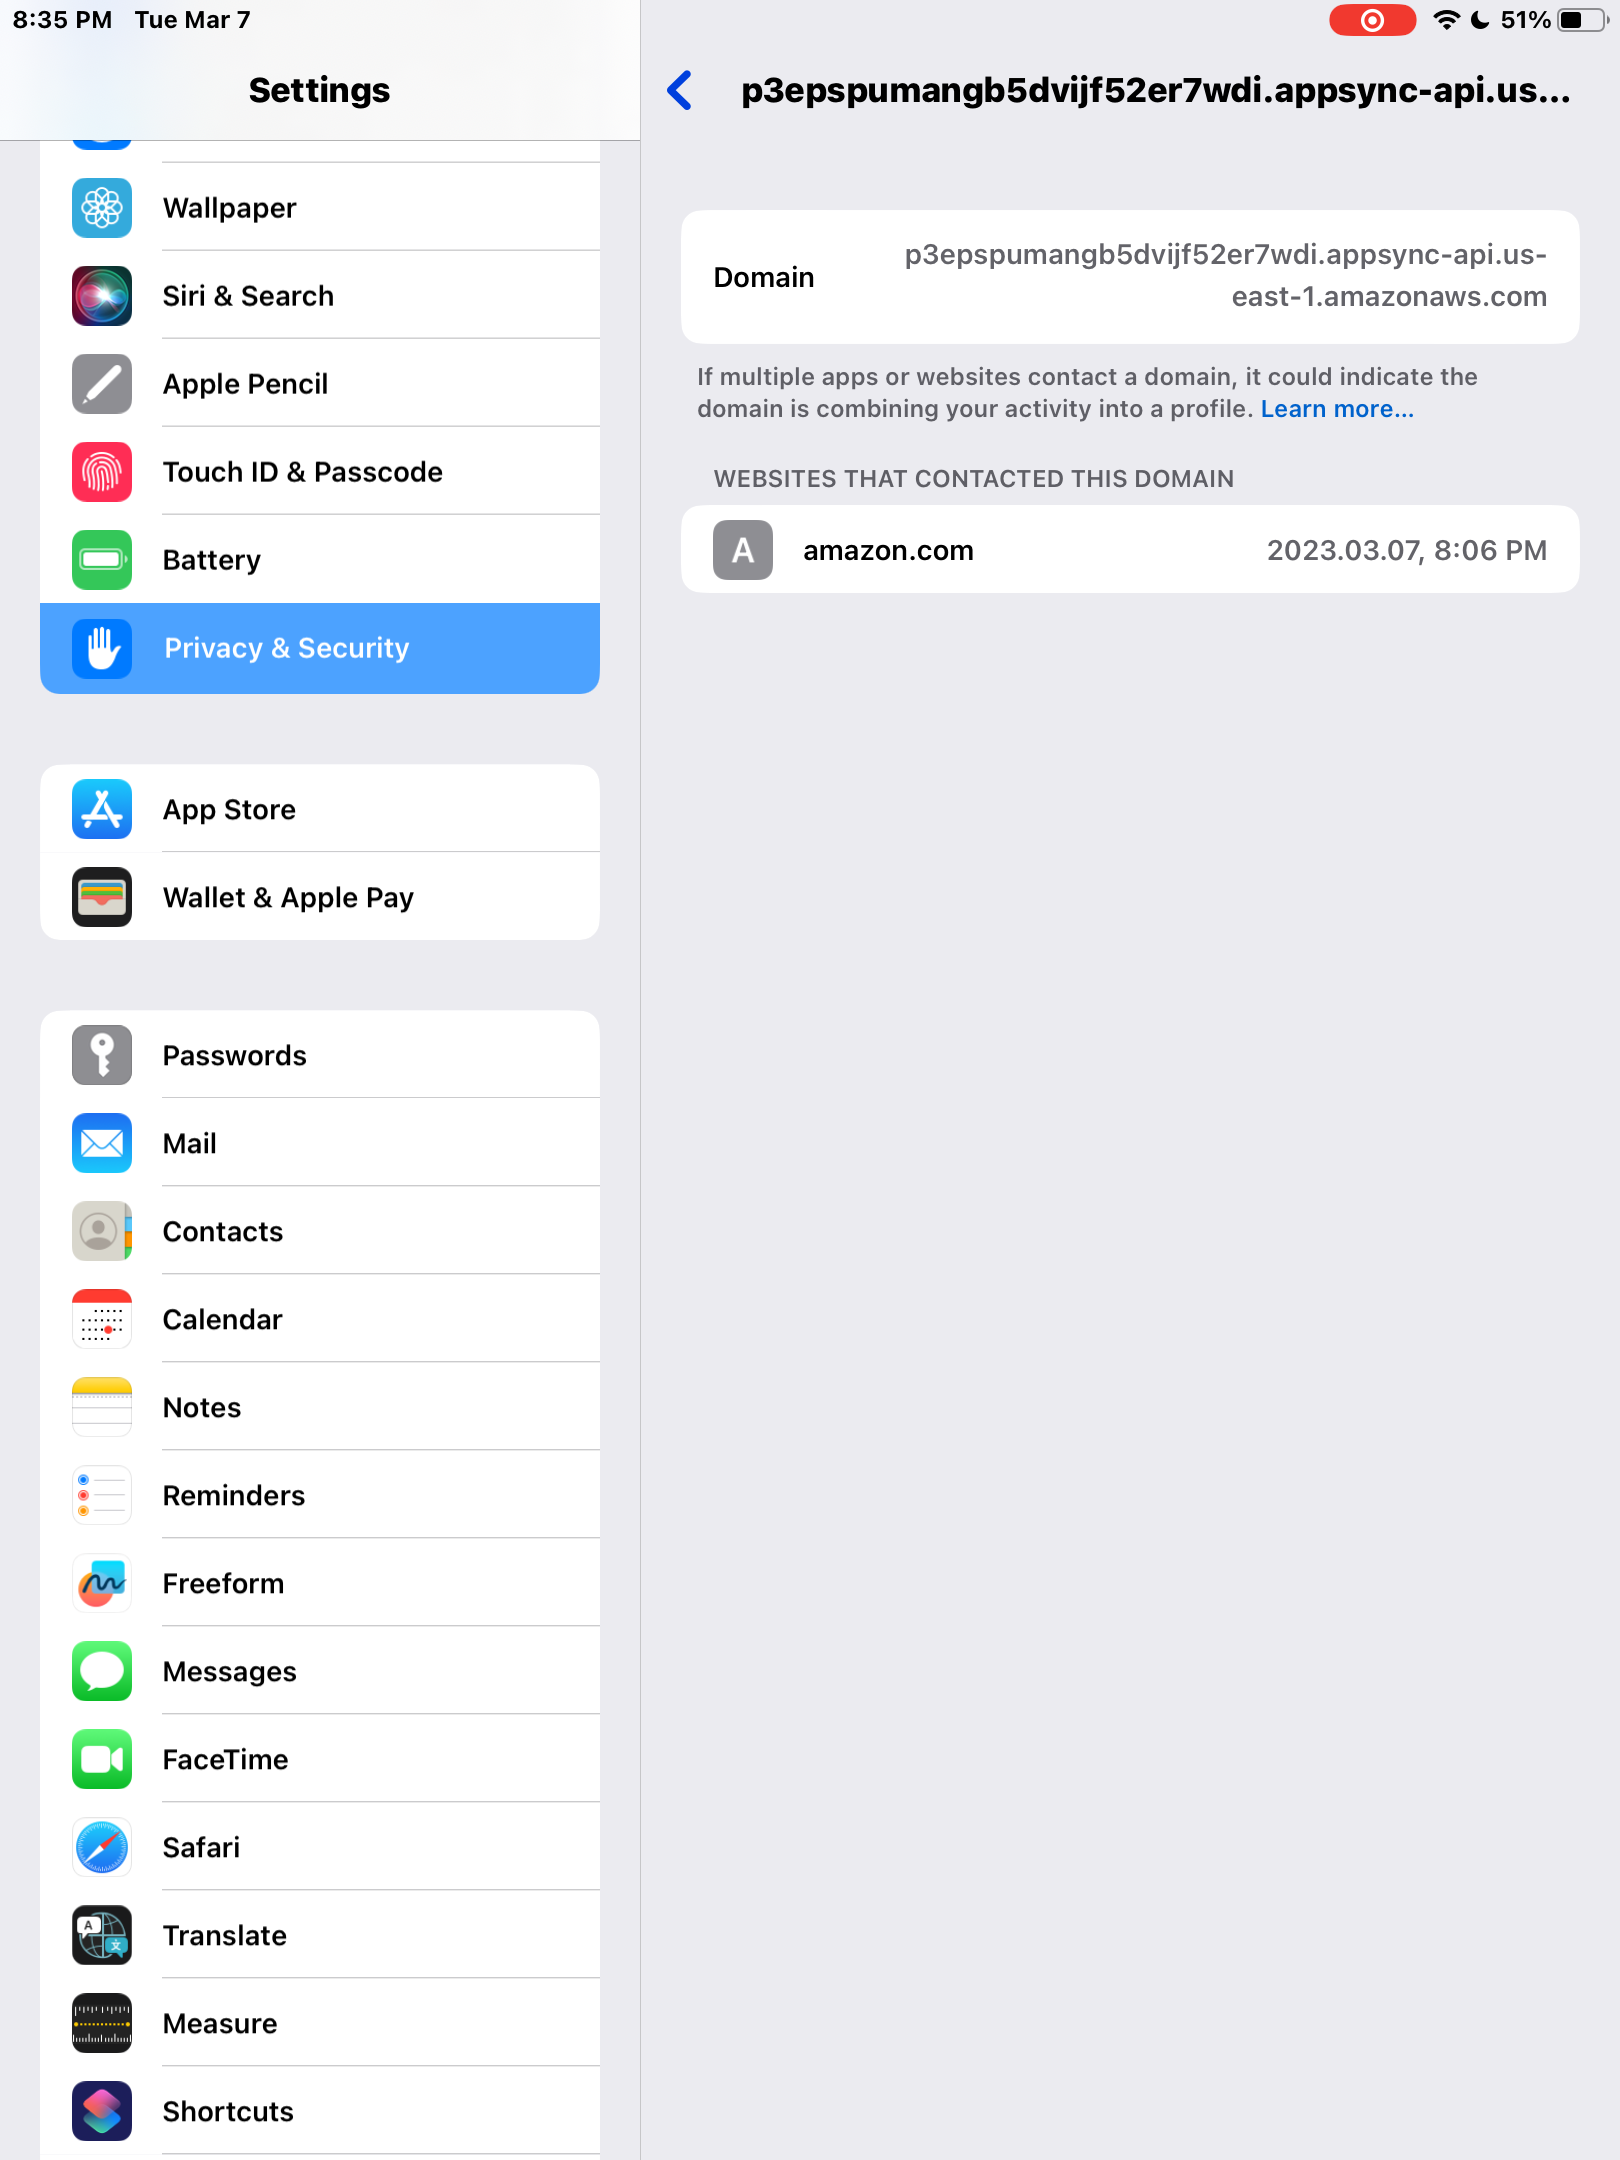 8:35 PM Tue Mar 7
51%
Settings
Wallpaper
Siri & Search
Apple Pencil
Touch ID & Passcode
Battery
Privacy & Security
App Store
Wallet & Apple Pay
Passwords
Mail
Contacts
Calendar
Notes
Reminders
Freeform
Messages
FaceTime
Safari
Translate
Measure
Shortcuts
p3epspumangb5dvijf52er7wdi.appsync-api.us...
Domain
p3epspumangb5dvijf52er7wdi.appsync-api.us-
east-1.amazonaws.com
If multiple apps or websites contact a domain, it could indicate the
domain is combining your activity into a profile. Learn more...
WEBSITES THAT CONTACTED THIS DOMAIN
A amazon.com 2023.03.07, 8:06 PM